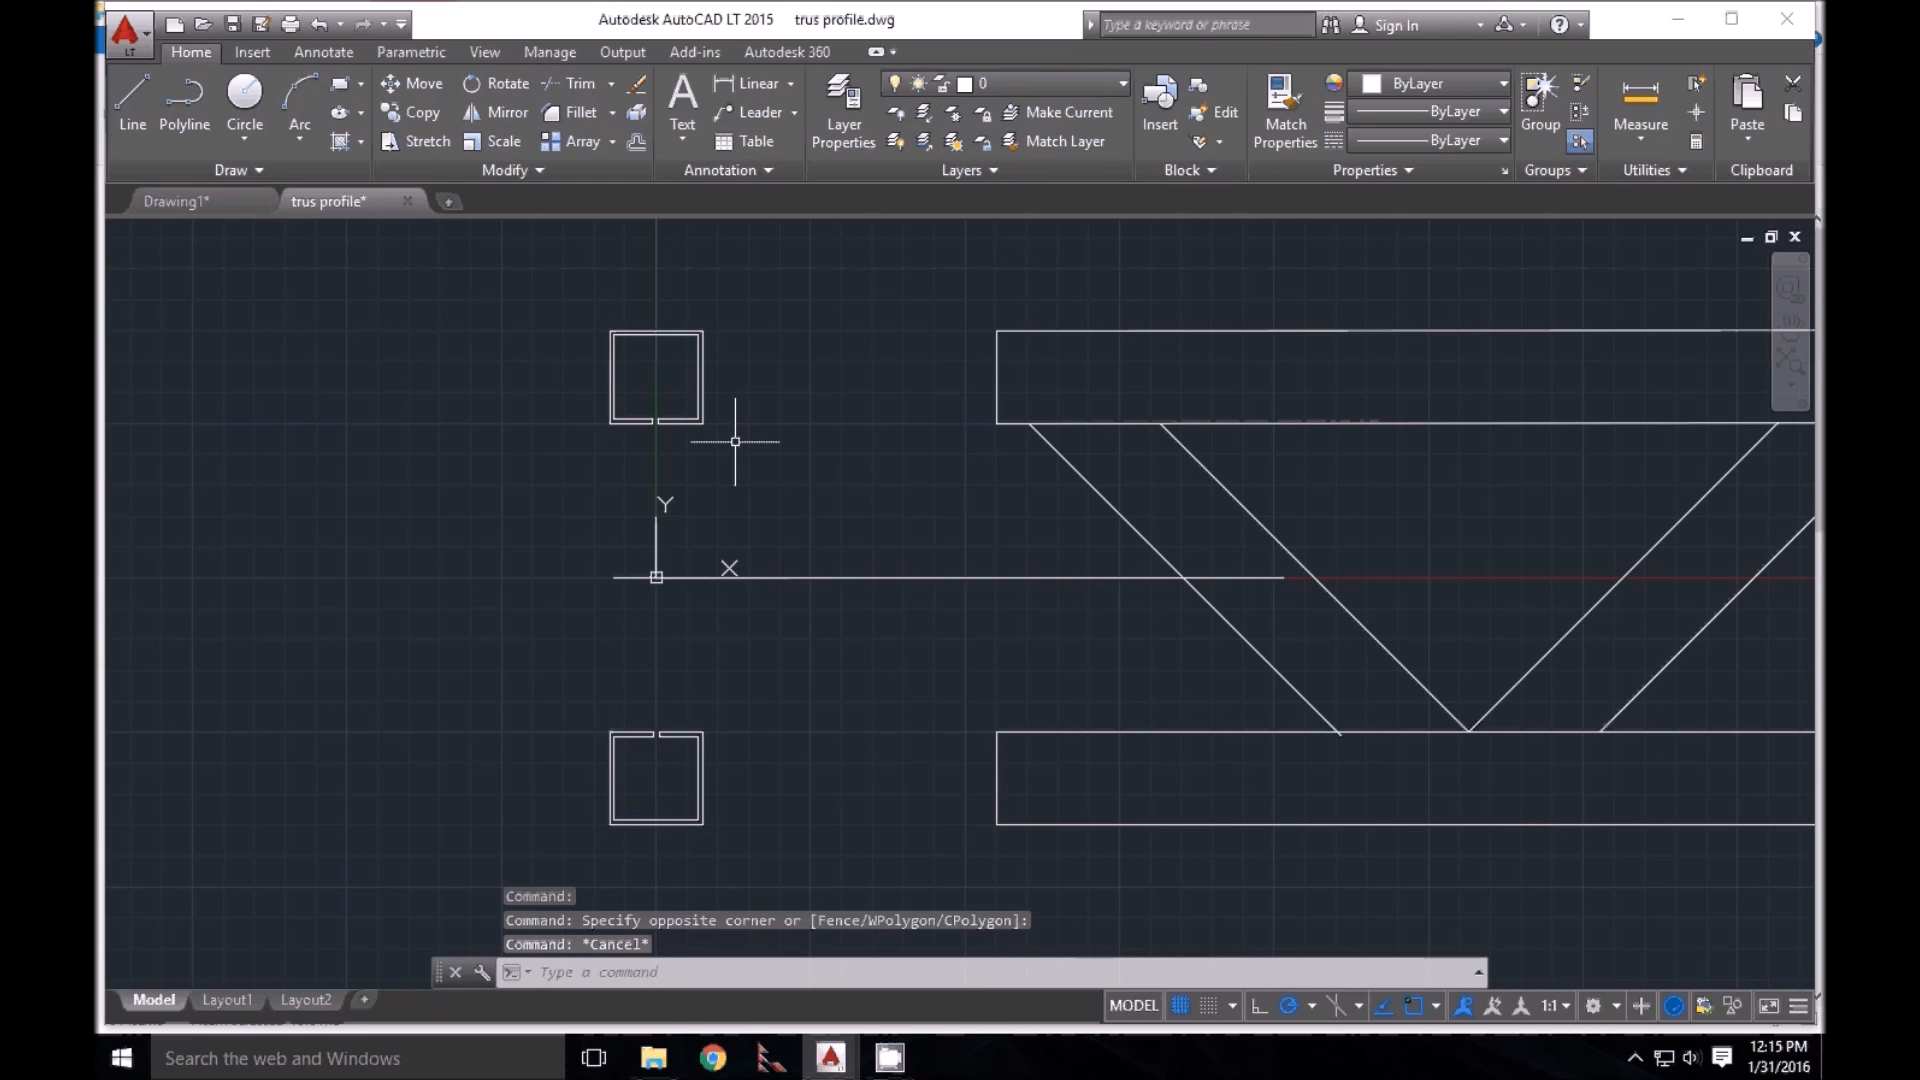 Autodesk AutoCAD LT 2015 trus profile.dwg
Type a keyword or phrase
Sign In
LT
Home Insert Annotate Parametric View Manage Output Add-ins Autodesk 360
Line Polyline Circle Arc
Move Rotate Trim
Copy Mirror Fillet
Stretch Scale Array
Text Linear
Leader
Table
Layer Properties
0
Make Current
Match Layer
Insert Edit
Match Properties
ByLayer
ByLayer
ByLayer
Group
Measure
Paste
Draw Modify Annotation Layers Block Properties Groups Utilities Clipboard
Drawing1* trus profile*
Y
X
Command:
Command: Specify opposite corner or [Fence/WPolygon/CPolygon]:
Command: *Cancel*
Type a command
Model Layout1 Layout2 +
MODEL 1:1
Search the web and Windows
12:15 PM
1/31/2016